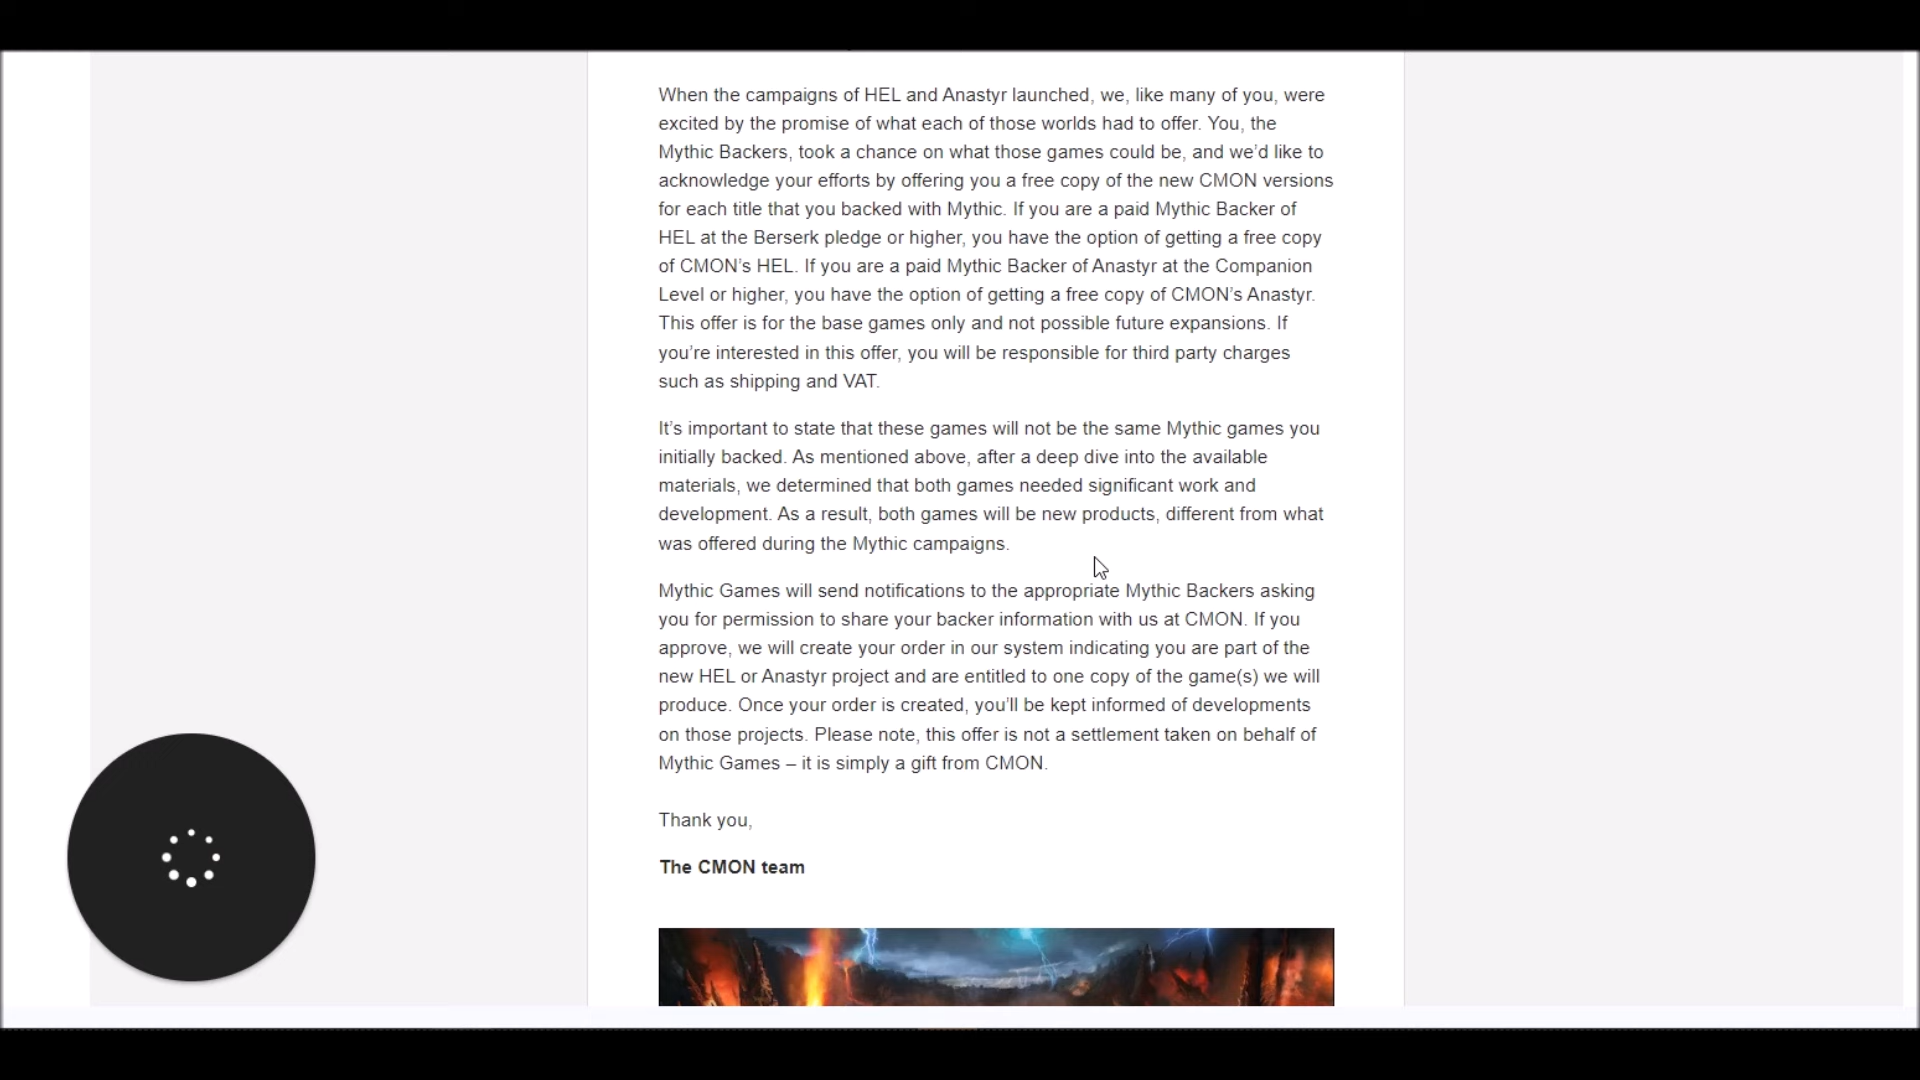 When the campaigns of HEL and Anastyr launched, we, like many of you, were
excited by the promise of what each of those worlds had to offer. You, the
Mythic Backers, took a chance on what those games could be, and we’d like to
acknowledge your efforts by offering you a free copy of the new CMON versions
for each title that you backed with Mythic. If you are a paid Mythic Backer of
HEL at the Berserk pledge or higher, you have the option of getting a free copy
of CMON’s HEL. If you are a paid Mythic Backer of Anastyr at the Companion
Level or higher, you have the option of getting a free copy of CMON’s Anastyr.
This offer is for the base games only and not possible future expansions. If
you’re interested in this offer, you will be responsible for third party charges
such as shipping and VAT.
It’s important to state that these games will not be the same Mythic games you
initially backed. As mentioned above, after a deep dive into the available
materials, we determined that both games needed significant work and
development. As a result, both games will be new products, different from what
was offered during the Mythic campaigns.
Mythic Games will send notifications to the appropriate Mythic Backers asking
you for permission to share your backer information with us at CMON. If you
approve, we will create your order in our system indicating you are part of the
new HEL or Anastyr project and are entitled to one copy of the game(s) we will
produce. Once your order is created, you’ll be kept informed of developments
on those projects. Please note, this offer is not a settlement taken on behalf of
Mythic Games – it is simply a gift from CMON.
Thank you,
The CMON team